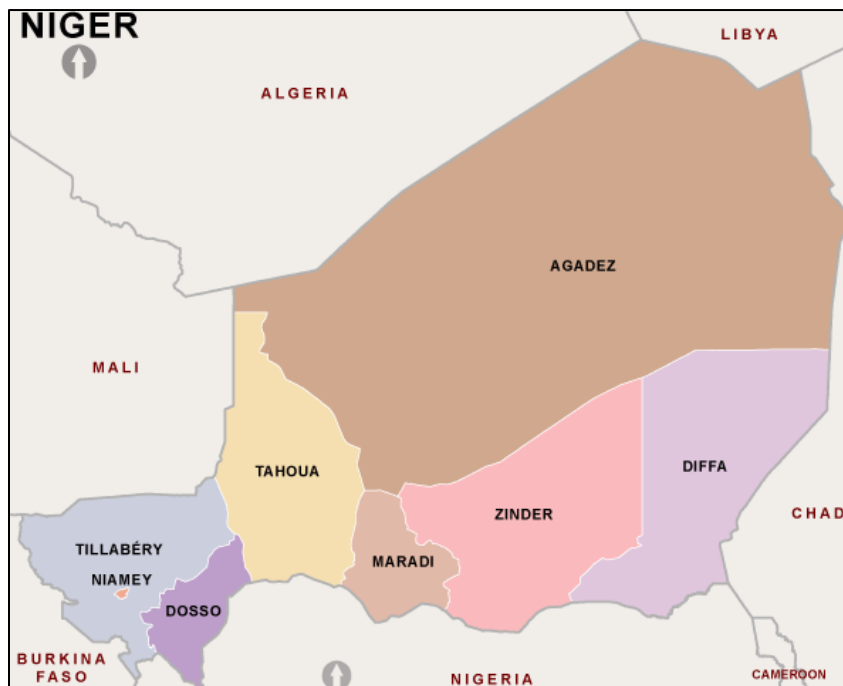 NIGER
LIBYA
ALGERIA
AGADEZ
MALI
TAHOUA
DIFFA
ZINDER
CHAD
TILLABÉRY
MARADI
NIAMEY
DOSSO
BURKINA
FASO
NIGERIA
CAMEROON